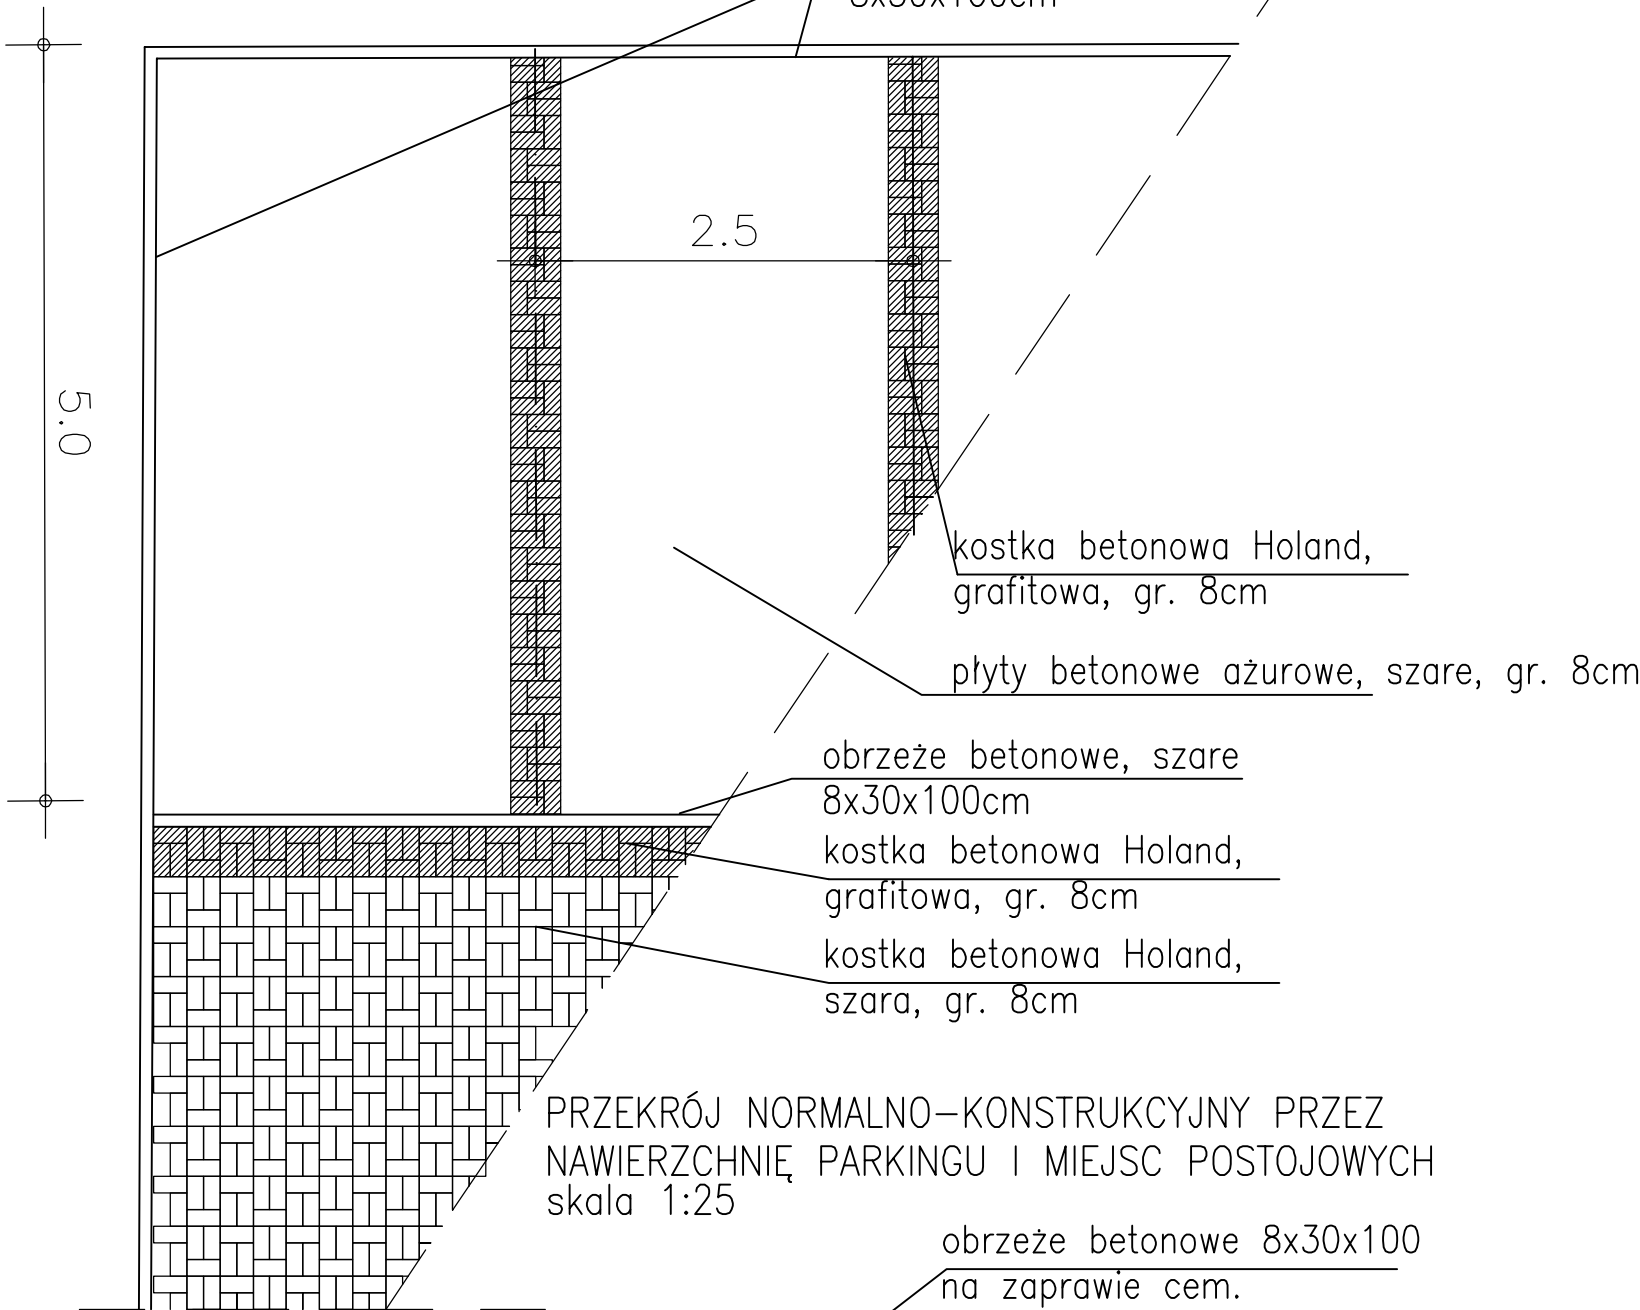 8x30x100cm
2.5
5.0
kostka betonowa Holand,
grafitowa, gr. 8cm
płyty betonowe ażurowe, szare, gr. 8cm
obrzeże betonowe, szare
8x30x100cm
kostka betonowa Holand,
grafitowa, gr. 8cm
kostka betonowa Holand,
szara, gr. 8cm
PRZEKRÓJ NORMALNO-KONSTRUKCYJNY PRZEZ
NAWIERZCHNIĘ PARKINGU I MIEJSC POSTOJOWYCH
skala 1:25
obrzeże betonowe 8x30x100
na zaprawie cem.